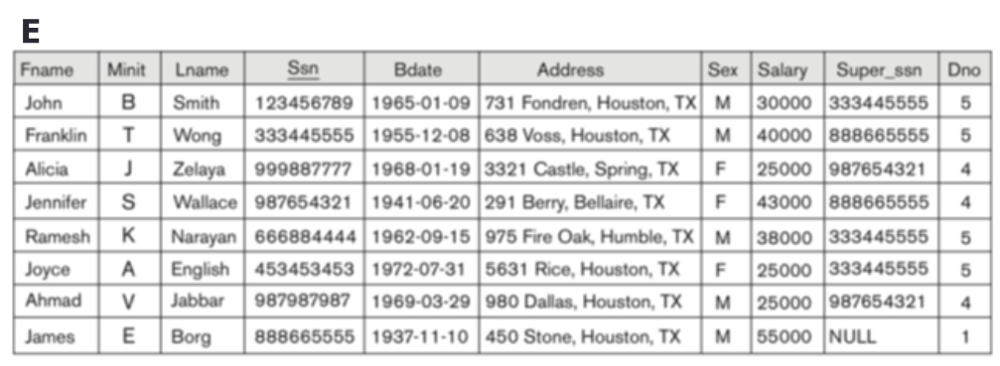 E
Fname Minit Lname Ssn Bdate Address Sex Salary Super_ssn Dno
John B Smith 123456789 1965-01-09 731 Fondren, Houston, TX M 30000 333445555 5
Franklin T Wong 333445555 1955-12-08 638 Voss, Houston, TX M 40000 888665555 5
Alicia J Zelaya 999887777 1968-01-19 3321 Castle, Spring, TX F 25000 987654321 4
Jennifer S Wallace 987654321 1941-06-20 291 Berry, Bellaire, TX F 43000 888665555 4
Ramesh K Narayan 666884444 1962-09-15 975 Fire Oak, Humble, TX M 38000 333445555 5
Joyce A English 453453453 1972-07-31 5631 Rice, Houston, TX F 25000 333445555 5
Ahmad V Jabbar 987987987 1969-03-29 980 Dallas, Houston, TX M 25000 987654321 4
James E Borg 888665555 1937-11-10 450 Stone, Houston, TX M 55000 NULL 1